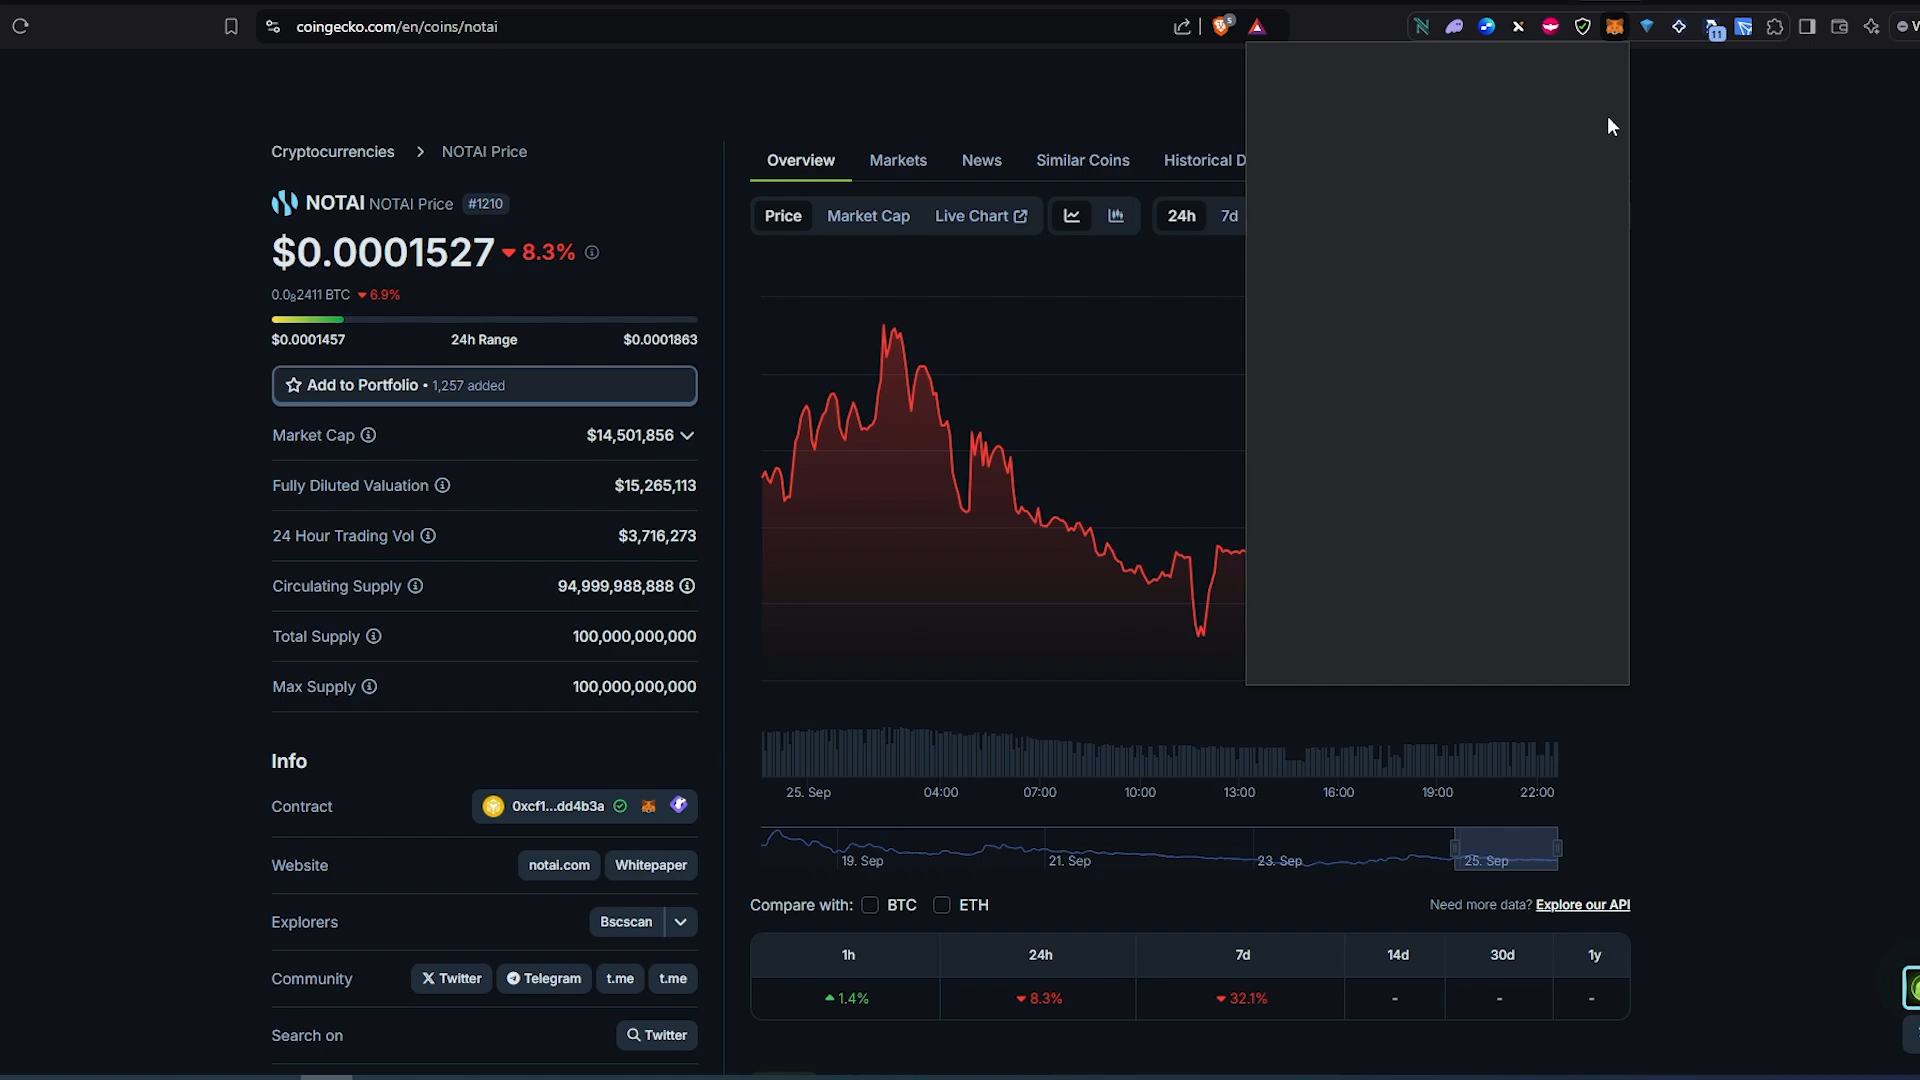 coingecko.com/en/coins/notai
5
11
Cryptocurrencies > NOTAI Price
NOTAI NOTAI Price #1210
$0.0001527 8.3%
0.0₈2411 BTC 6.9%
$0.0001457 24h Range $0.0001863
Add to Portfolio • 1,257 added
Market Cap $14,501,856
Fully Diluted Valuation $15,265,113
24 Hour Trading Vol $3,716,273
Circulating Supply 94,999,988,888
Total Supply 100,000,000,000
Max Supply 100,000,000,000
Info
Contract 0xcf1...dd4b3a
Website notai.com Whitepaper
Explorers Bscscan
Community Twitter Telegram t.me t.me
Search on Twitter
Overview Markets News Similar Coins Historical D
Price Market Cap Live Chart 24h 7d
25. Sep 04:00 07:00 10:00 13:00 16:00 19:00 22:00
19. Sep 21. Sep 23. Sep 25. Sep
Compare with: BTC ETH
Need more data? Explore our API
1h 24h 7d 14d 30d 1y
1.4% 8.3% 32.1% - - -